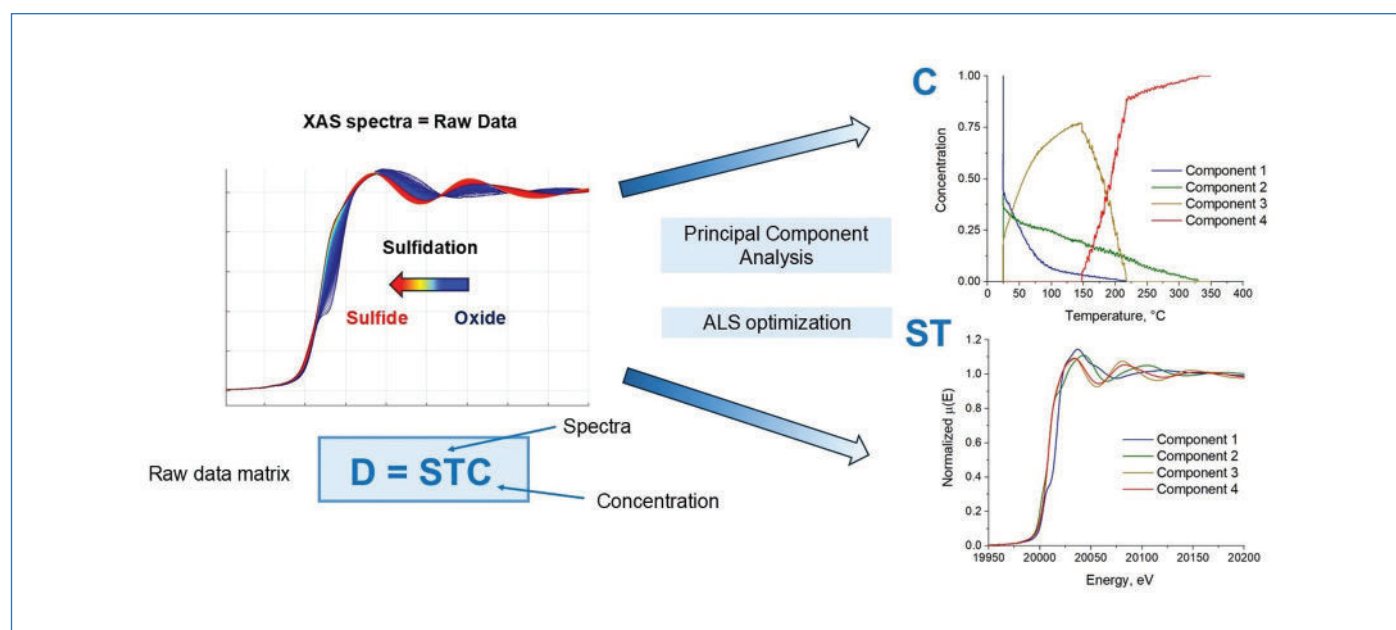 XAS spectra = Raw Data
Sulfidation
Sulfide
Oxide
Spectra
Raw data matrix
D = STC
Concentration
Principal Component
Analysis
ALS optimization
C
1.00
0.75
0.50
0.25
0.00
Concentration
Component 1
Component 2
Component 3
Component 4
0 50 100 150 200 250 300 350 400
Temperature, °C
ST
1.2
1.0
0.8
0.6
0.4
0.2
0.0
Normalized μ(E)
Component 1
Component 2
Component 3
Component 4
19950 20000 20050 20100 20150 20200
Energy, eV